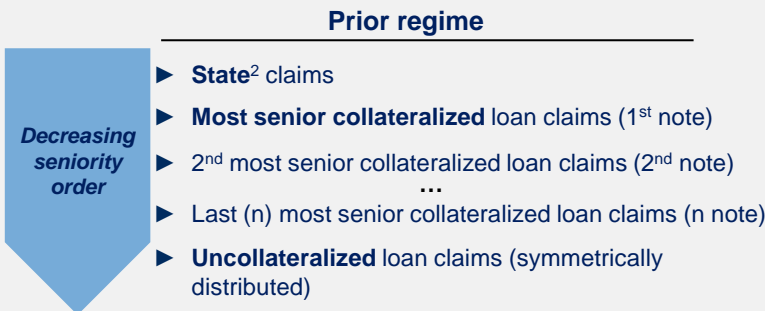 Prior regime
Decreasing
seniority
order
► State² claims
► Most senior collateralized loan claims (1st note)
► 2nd most senior collateralized loan claims (2nd note)
...
► Last (n) most senior collateralized loan claims (n note)
► Uncollateralized loan claims (symmetrically
distributed)